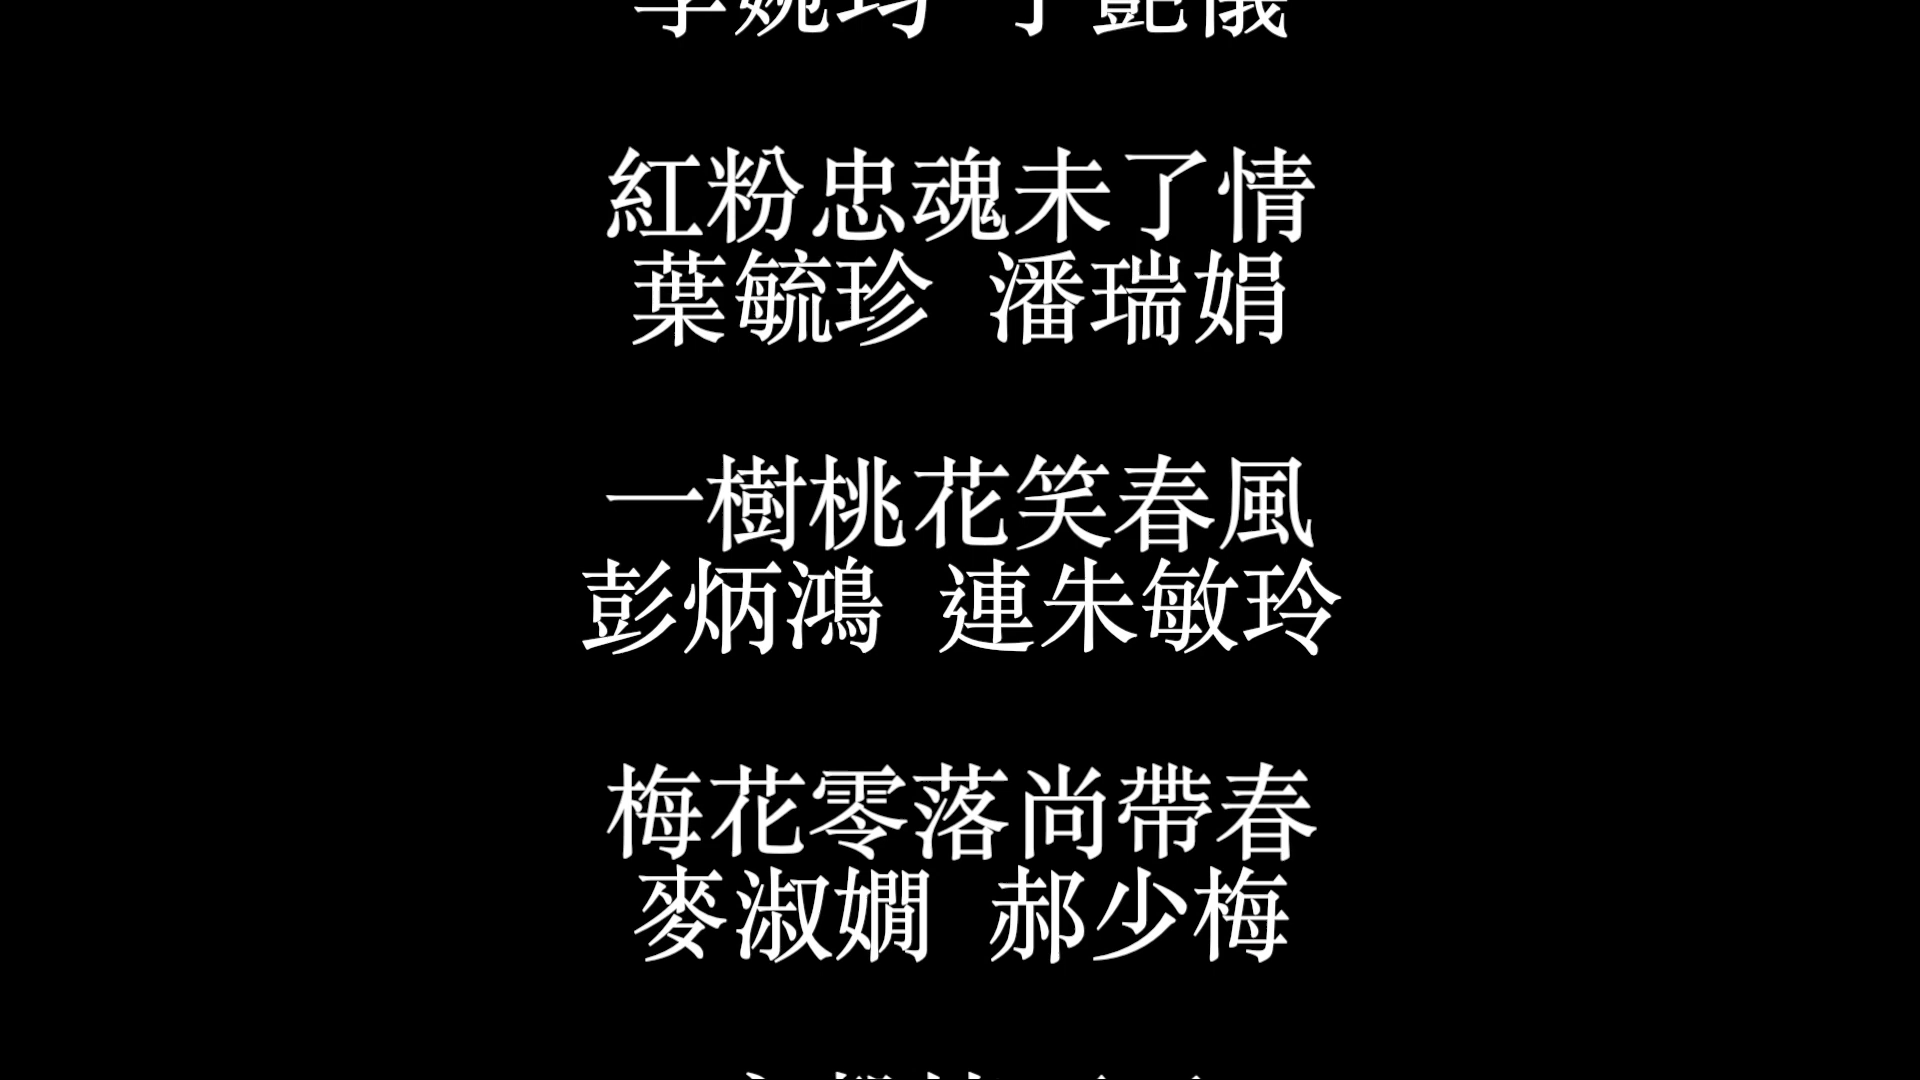 紅粉忠魂未了情
葉毓珍 潘瑞娟
一樹桃花笑春風
彭炳鴻 連朱敏玲
梅花零落尚帶春
麥淑嫺 郝少梅